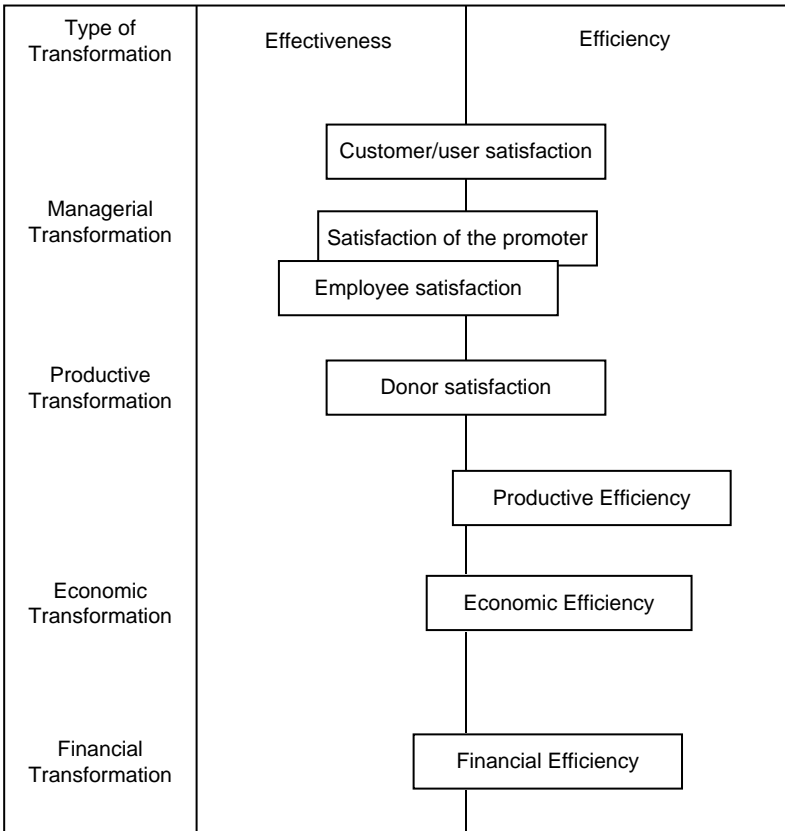 Type of
Transformation
Effectiveness
Efficiency
Customer/user satisfaction
Managerial
Transformation
Satisfaction of the promoter
Employee satisfaction
Productive
Transformation
Donor satisfaction
Productive Efficiency
Economic
Transformation
Economic Efficiency
Financial
Transformation
Financial Efficiency